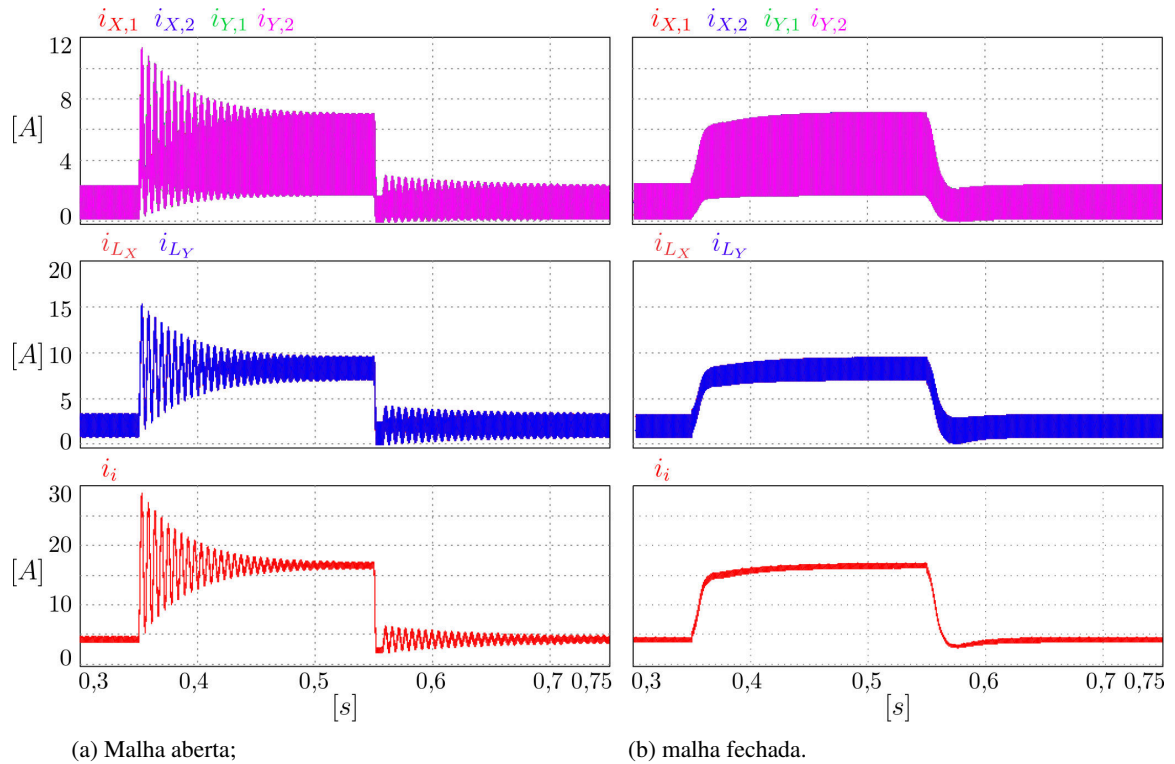 i_{X,1} i_{X,2} i_{Y,1} i_{Y,2}
12
8
[A]
4
0
i_{L_X} i_{L_Y}
20
15
[A] 10
5
0
i_i
30
20
[A]
10
0
0,3 0,4 0,5 0,6 0,7 0,75
[s]
(a) Malha aberta;
i_{X,1} i_{X,2} i_{Y,1} i_{Y,2}
i_{L_X} i_{L_Y}
i_i
0,3 0,4 0,5 0,6 0,7 0,75
[s]
(b) malha fechada.